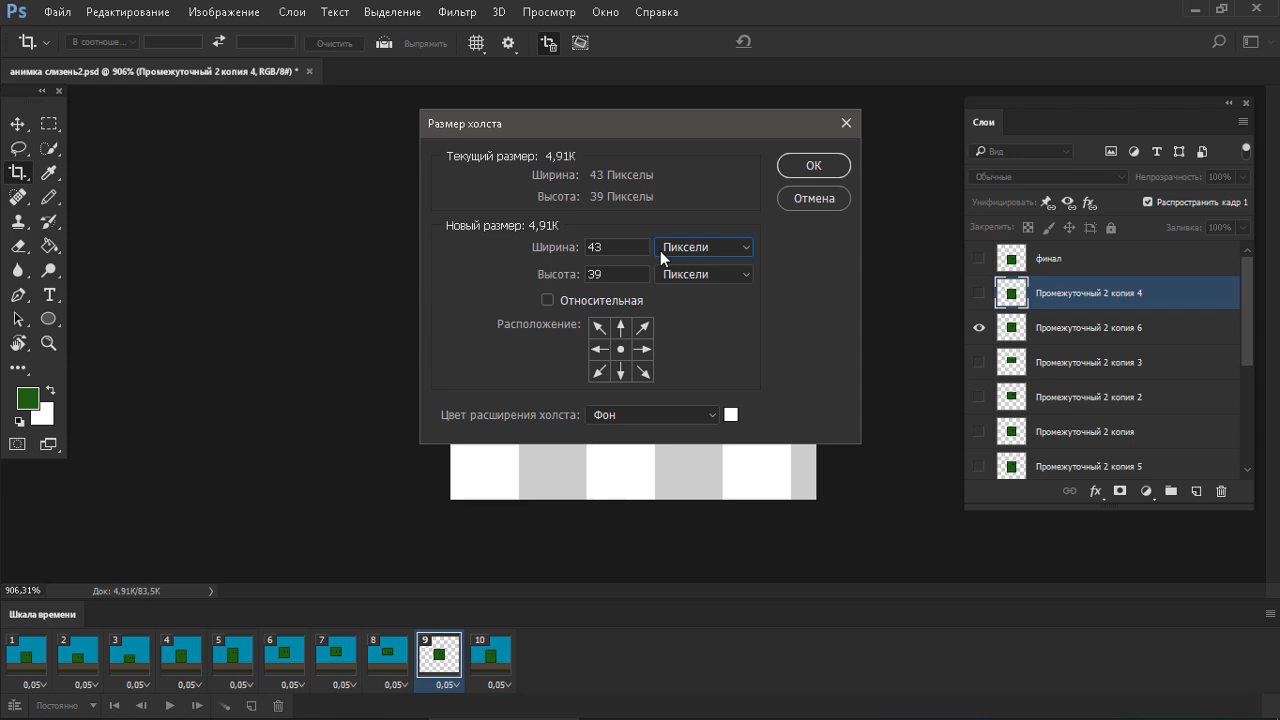 Ps Файл Редактирование Изображение Слои Текст Выделение Фильтр 3D Просмотр Окно Справка
В соотноше... Очистить Выпрямить
анимка слизень2.psd @ 906% (Промежуточный 2 копия 4, RGB/8#) *
Размер холста
Текущий размер: 4,91K
Ширина: 43 Пикселы
Высота: 39 Пикселы
OK
Отмена
Новый размер: 4,91K
Ширина: 43 Пиксели
Высота: 39 Пиксели
Относительная
Расположение:
Цвет расширения холста: Фон
Слои
Вид
Обычные Непрозрачность: 100%
Унифицировать: Распространить кадр 1
Закрепить: Заливка: 100%
финал
Промежуточный 2 копия 4
Промежуточный 2 копия 6
Промежуточный 2 копия 3
Промежуточный 2 копия 2
Промежуточный 2 копия
Промежуточный 2 копия 5
fx
906,31% Док: 4,91K/83,5K
Шкала времени
1 2 3 4 5 6 7 8 9 10
0,05 0,05 0,05 0,05 0,05 0,05 0,05 0,05 0,05 0,05
Постоянно